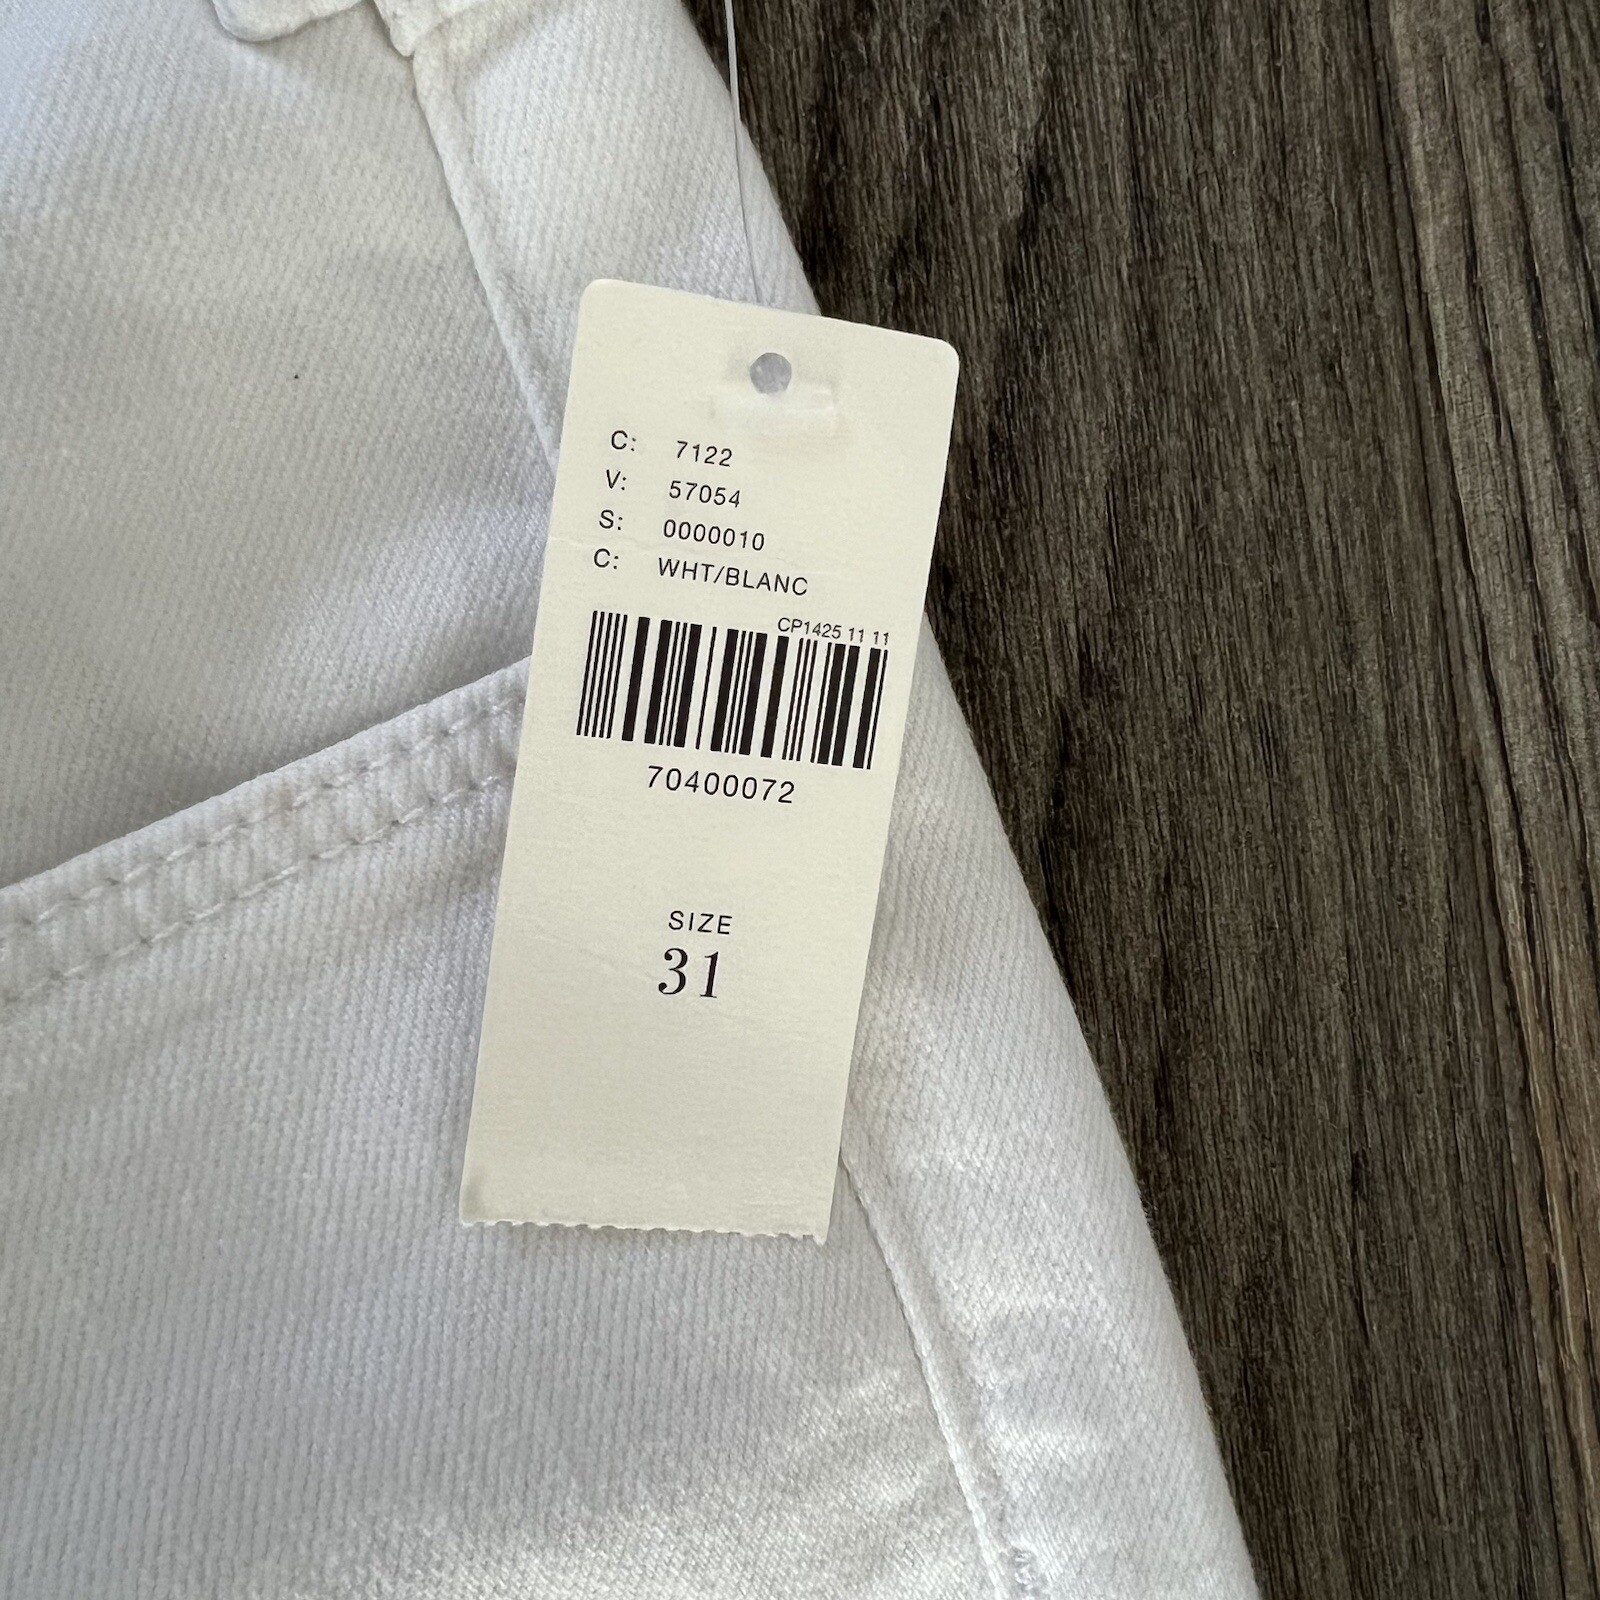 C: 7122
V: 57054
S: 0000010
C: WHT/BLANC
CP1425 11 11
70400072
SIZE
31